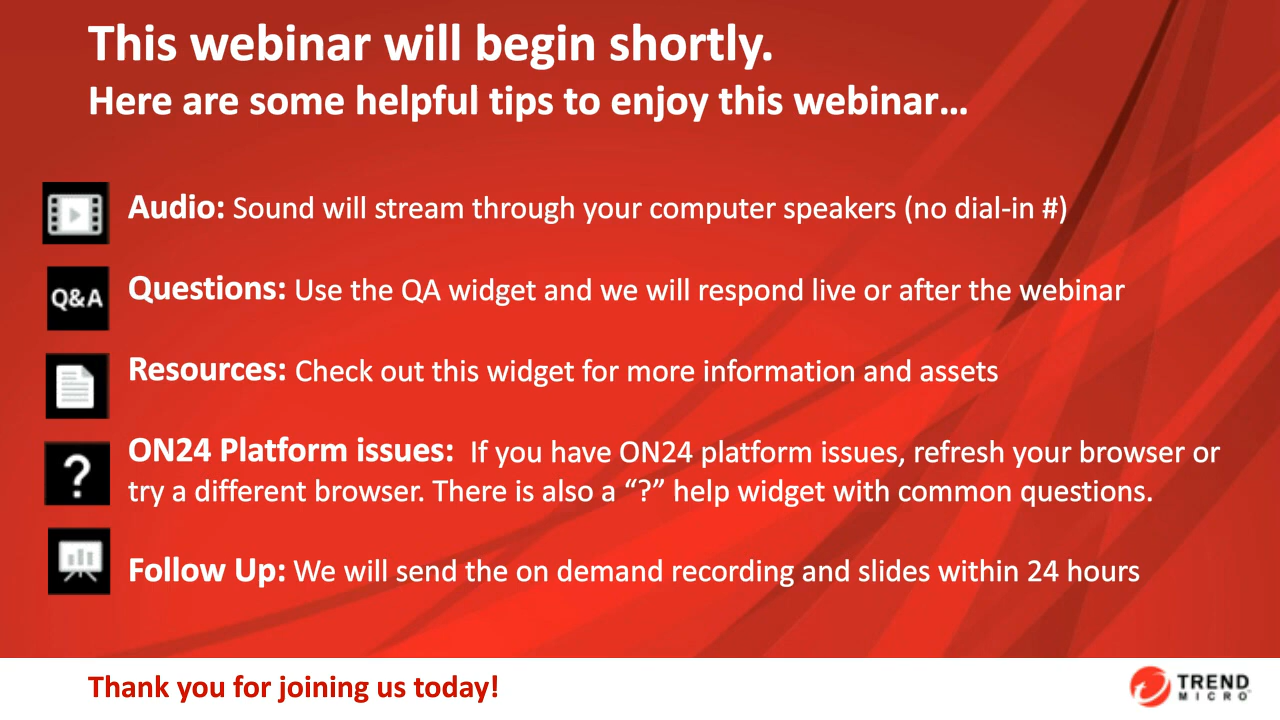 This webinar will begin shortly.
Here are some helpful tips to enjoy this webinar…
Audio: Sound will stream through your computer speakers (no dial-in #)
Q&A
Questions: Use the QA widget and we will respond live or after the webinar
Resources: Check out this widget for more information and assets
ON24 Platform issues: If you have ON24 platform issues, refresh your browser or
?
try a different browser. There is also a “?” help widget with common questions.
Follow Up: We will send the on demand recording and slides within 24 hours
Thank you for joining us today!
TREND
MICRO